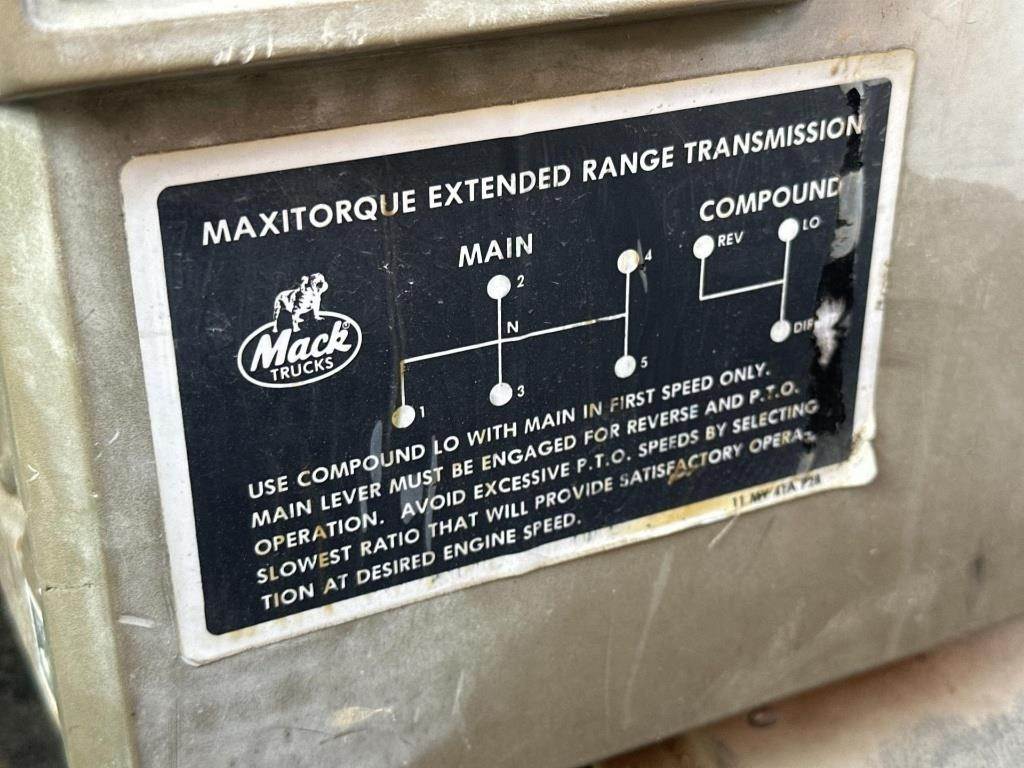 MAXITORQUE EXTENDED RANGE TRANSMISSION
MAIN
COMPOUND
2
4
REV
LO
N
Mack®
TRUCKS
1
3
5
USE COMPOUND LO WITH MAIN IN FIRST SPEED ONLY.
MAIN LEVER MUST BE ENGAGED FOR REVERSE AND P.T.O.
OPERATION. AVOID EXCESSIVE P.T.O. SPEEDS BY SELECTING
SLOWEST RATIO THAT WILL PROVIDE SATISFACTORY OPERA-
TION AT DESIRED ENGINE SPEED.